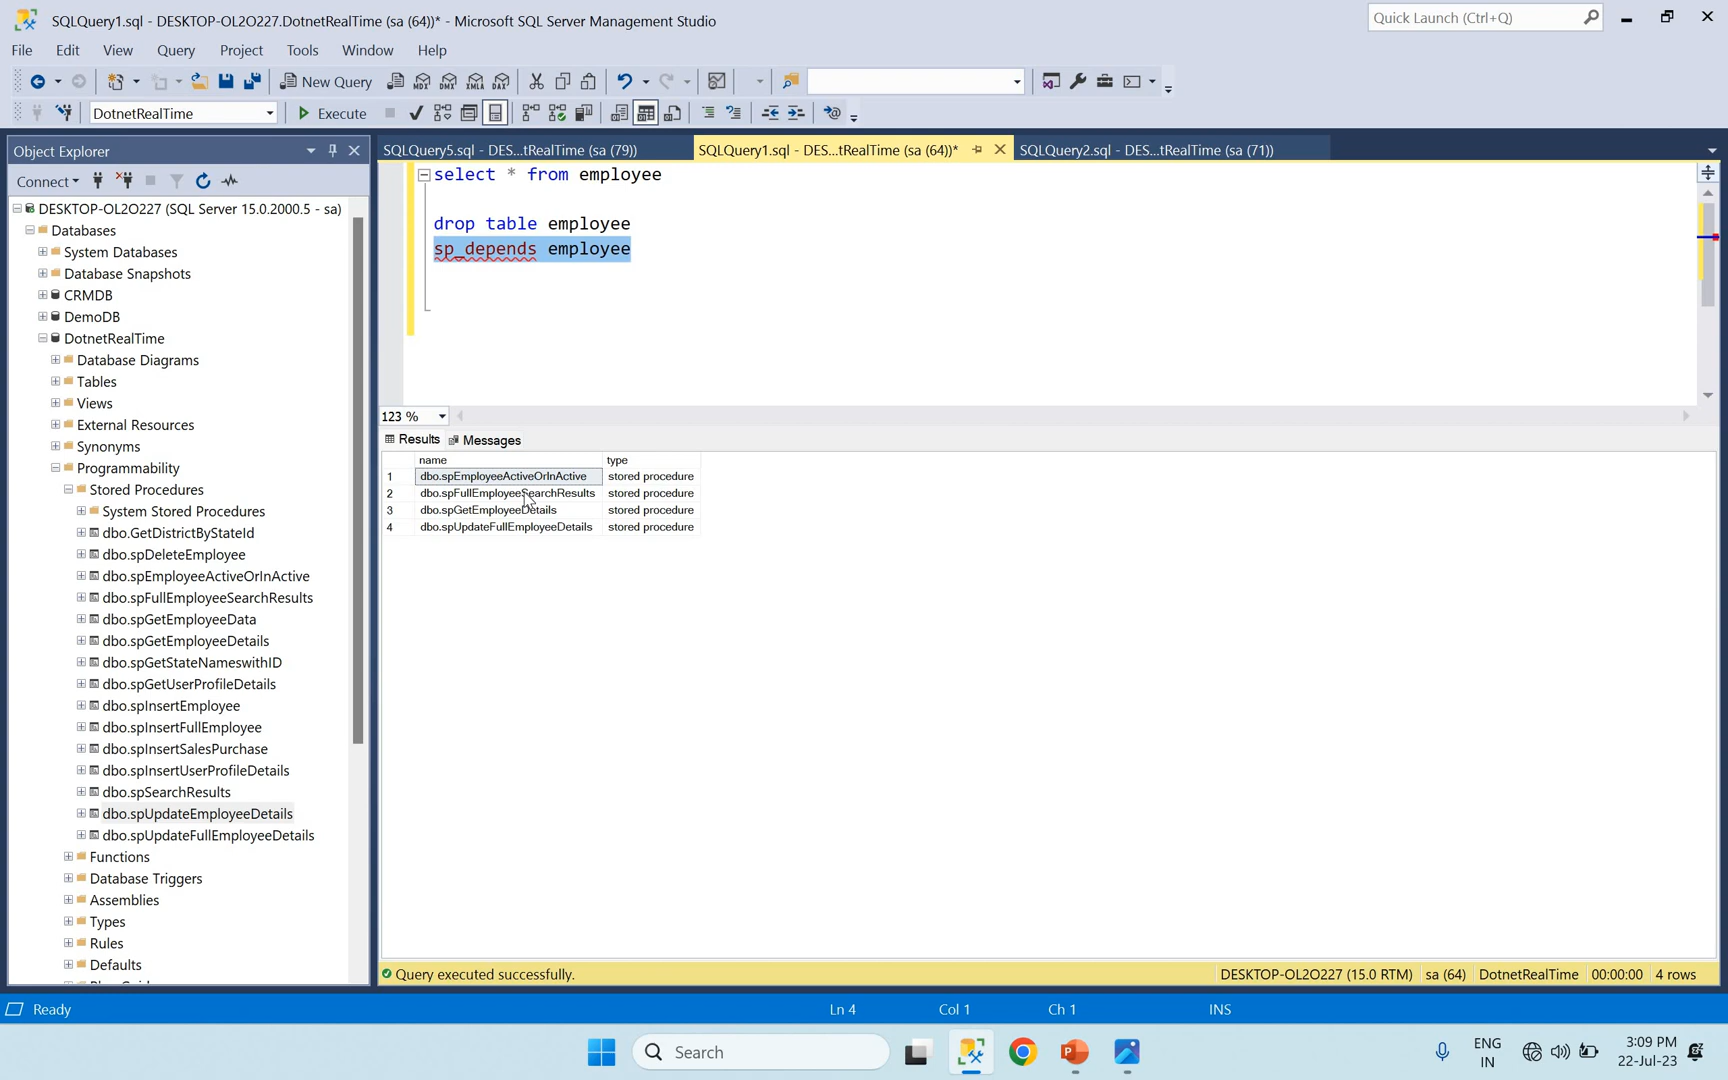 SQLQuery1.sql - DESKTOP-OL2O227.DotnetRealTime (sa (64))* - Microsoft SQL Server Management Studio
Quick Launch (Ctrl+Q)
File Edit View Query Project Tools Window Help
New Query
MDX DMX XMLA DAX
DotnetRealTime
Execute
Object Explorer
SQLQuery5.sql - DES...tRealTime (sa (79))
SQLQuery1.sql - DES...tRealTime (sa (64))*
SQLQuery2.sql - DES...tRealTime (sa (71))
Connect
DESKTOP-OL2O227 (SQL Server 15.0.2000.5 - sa)
Databases
System Databases
Database Snapshots
CRMDB
DemoDB
DotnetRealTime
Database Diagrams
Tables
Views
External Resources
Synonyms
Programmability
Stored Procedures
System Stored Procedures
dbo.GetDistrictByStateId
dbo.spDeleteEmployee
dbo.spEmployeeActiveOrInActive
dbo.spFullEmployeeSearchResults
dbo.spGetEmployeeData
dbo.spGetEmployeeDetails
dbo.spGetStateNameswithID
dbo.spGetUserProfileDetails
dbo.spInsertEmployee
dbo.spInsertFullEmployee
dbo.spInsertSalesPurchase
dbo.spInsertUserProfileDetails
dbo.spSearchResults
dbo.spUpdateEmployeeDetails
dbo.spUpdateFullEmployeeDetails
Functions
Database Triggers
Assemblies
Types
Rules
Defaults
select * from employee
drop table employee
sp_depends employee
123 %
Results Messages
name type
1 dbo.spEmployeeActiveOrInActive stored procedure
2 dbo.spFullEmployeeSearchResults stored procedure
3 dbo.spGetEmployeeDetails stored procedure
4 dbo.spUpdateFullEmployeeDetails stored procedure
Query executed successfully.
DESKTOP-OL2O227 (15.0 RTM) sa (64) DotnetRealTime 00:00:00 4 rows
Ready
Ln 4 Col 1 Ch 1 INS
Search
ENG
IN
3:09 PM
22-Jul-23